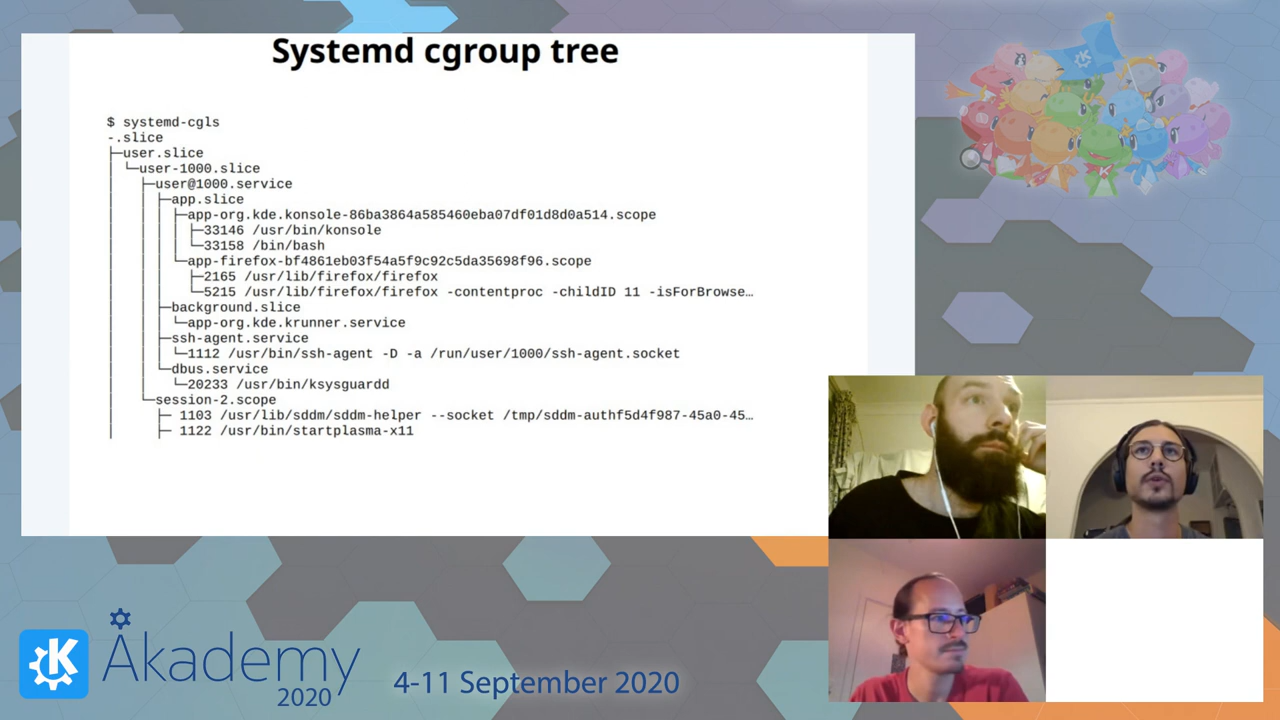 Systemd cgroup tree
$ systemd-cgls
-.slice
├─user.slice
│ └─user-1000.slice
│   ├─user@1000.service
│   │ ├─app.slice
│   │ │ ├─app-org.kde.konsole-86ba3864a585460eba07df01d8d0a514.scope
│   │ │ │ ├─33146 /usr/bin/konsole
│   │ │ │ └─33158 /bin/bash
│   │ │ └─app-firefox-bf4861eb03f54a5f9c92c5da35698f96.scope
│   │ │   ├─2165 /usr/lib/firefox/firefox
│   │ │   └─5215 /usr/lib/firefox/firefox -contentproc -childID 11 -isForBrowse…
│   │ ├─background.slice
│   │ │ └─app-org.kde.krunner.service
│   │ ├─ssh-agent.service
│   │ │ └─1112 /usr/bin/ssh-agent -D -a /run/user/1000/ssh-agent.socket
│   │ └─dbus.service
│   │   └─20233 /usr/bin/ksysguardd
│   └─session-2.scope
│     ├─ 1103 /usr/lib/sddm/sddm-helper --socket /tmp/sddm-authf5d4f987-45a0-45…
│     ├─ 1122 /usr/bin/startplasma-x11
K
Akademy
2020
4-11 September 2020